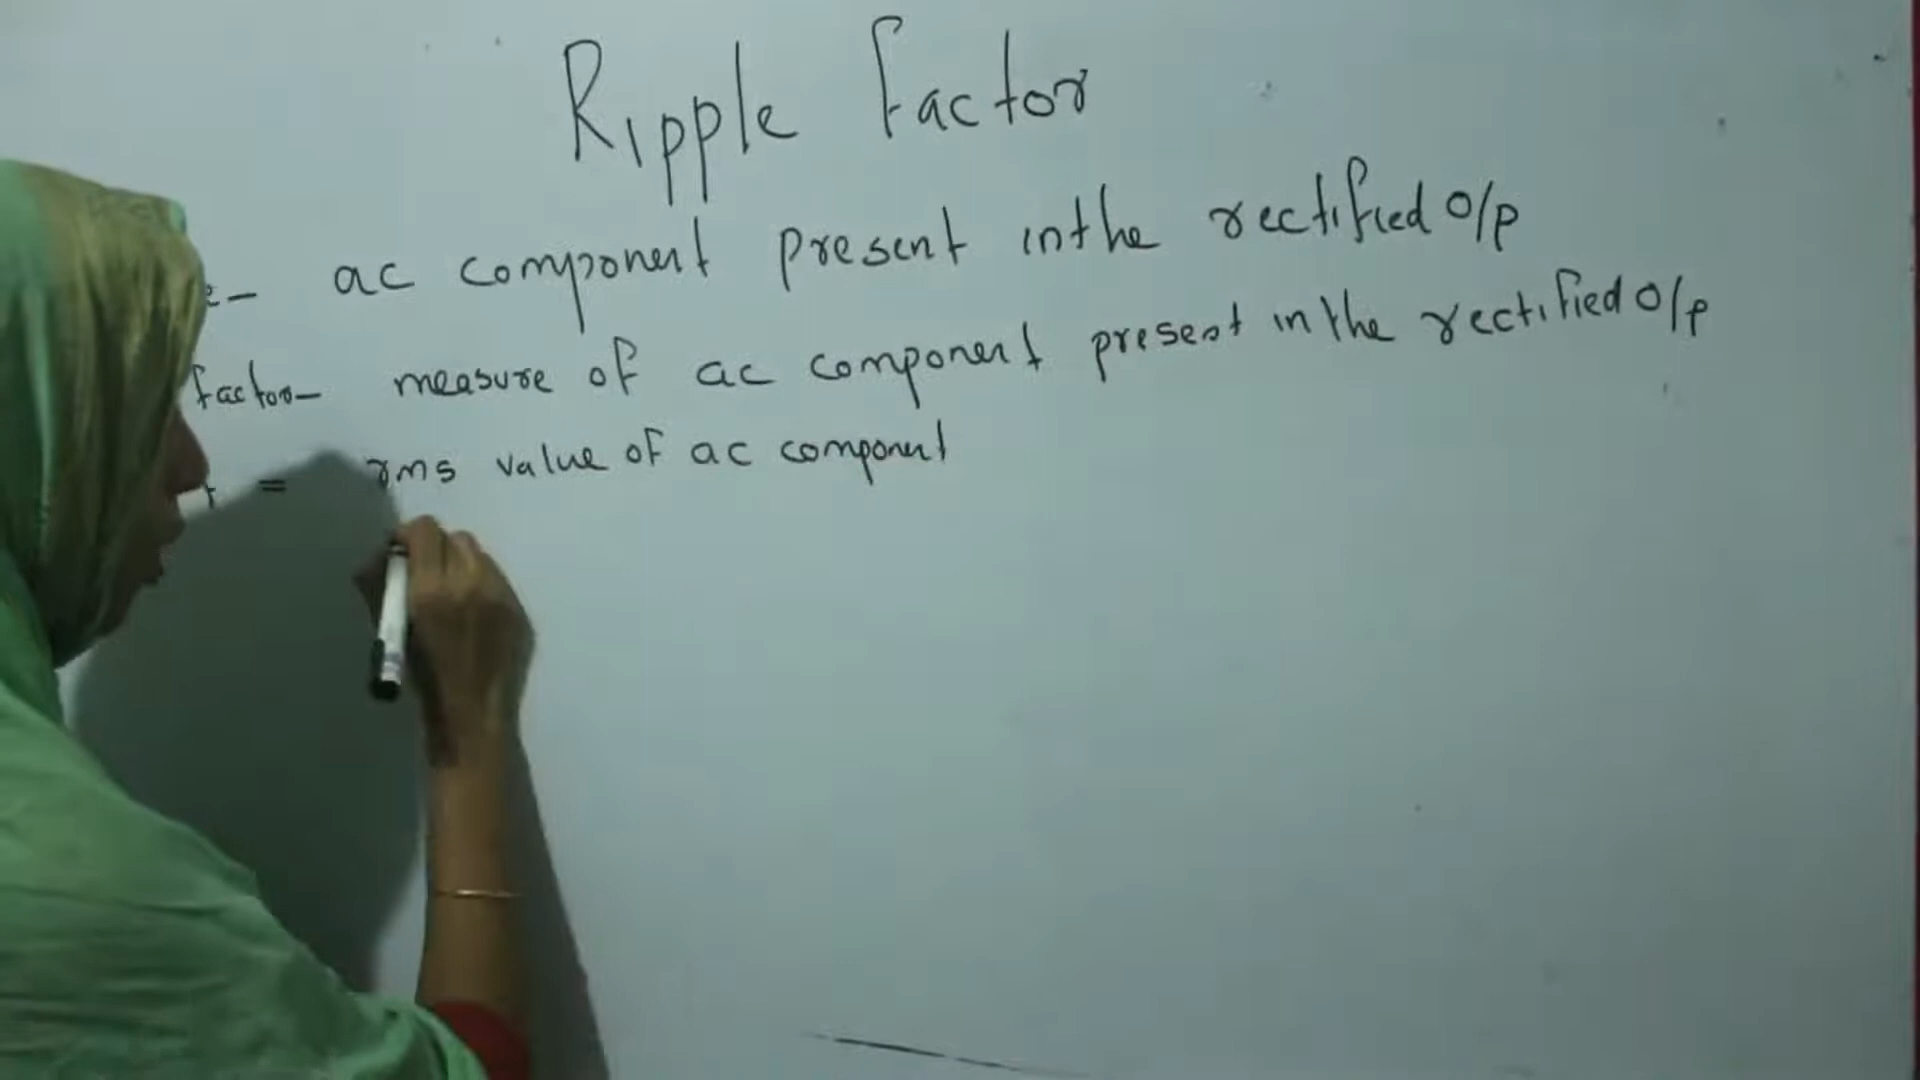 Ripple Factor
ac component present in the rectified o/p
factor- measure of ac component present in the rectified o/p
= rms value of ac component